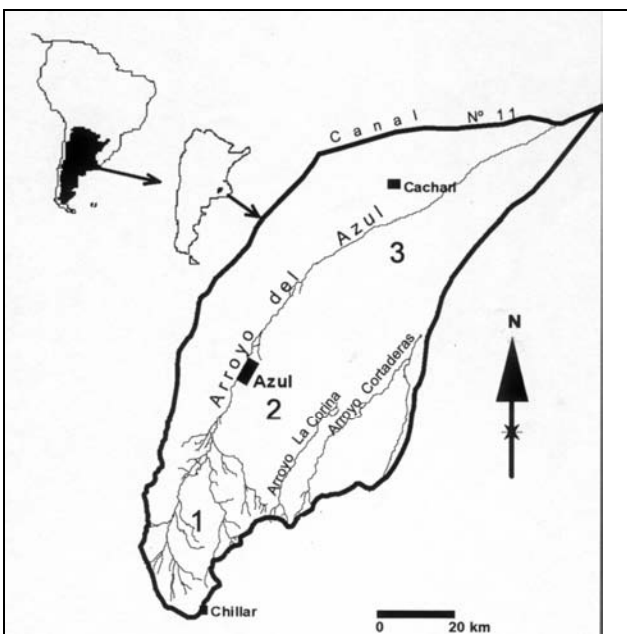 Canal Nº 11
Cacharí
Arroyo del Azul
3
N
Azul
2
Arroyo La Corina
Arroyo Cortaderas
1
Chillar
0 20 km